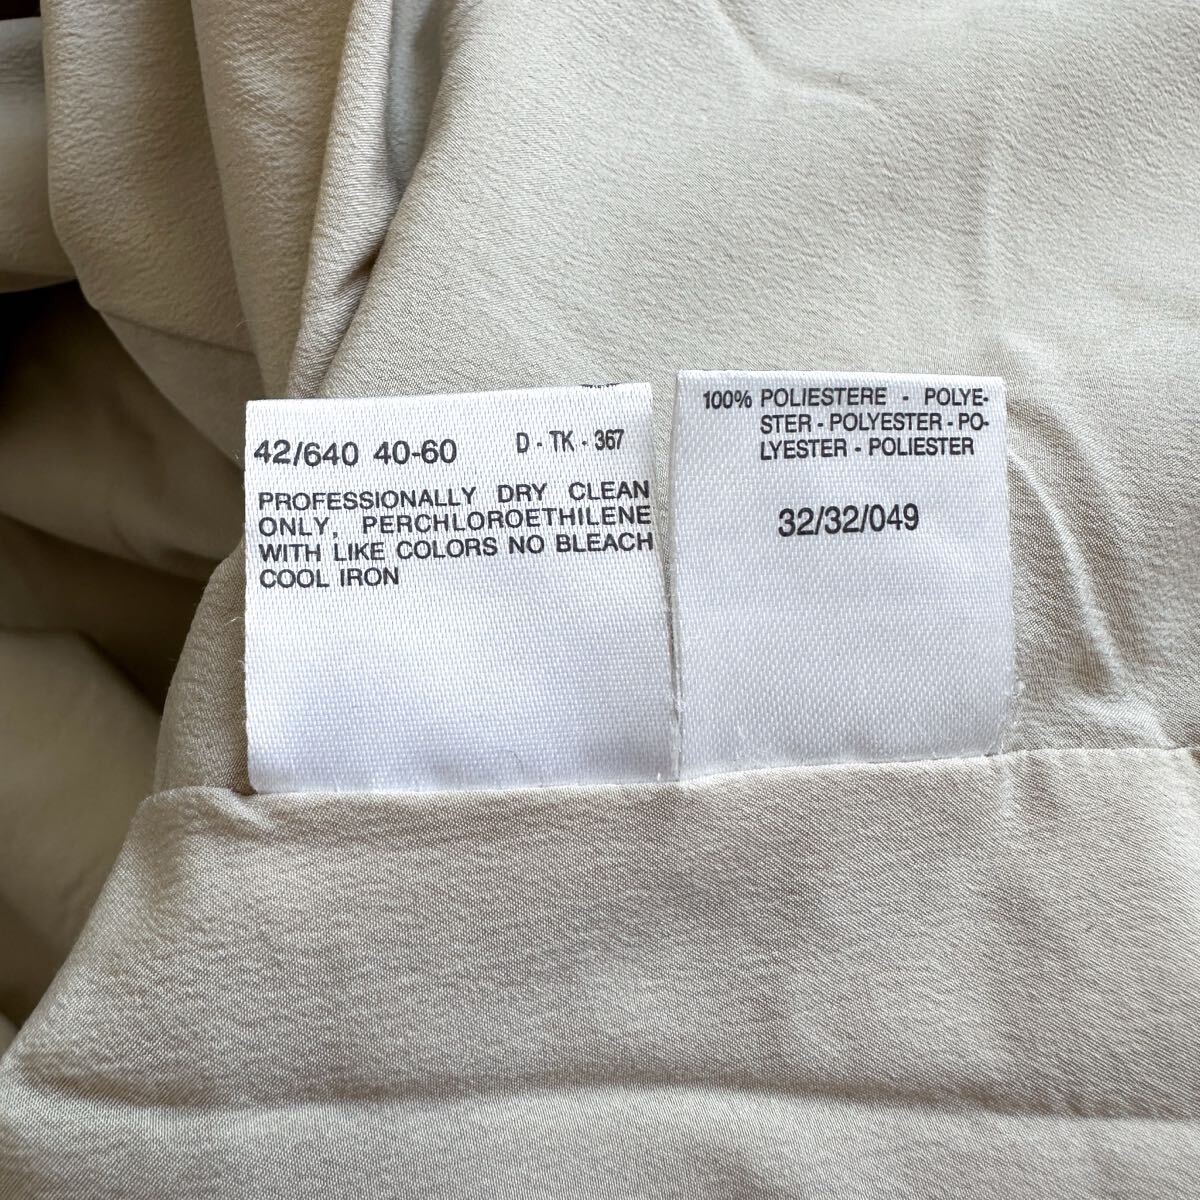 42/640 40-60 D - TK - 367
PROFESSIONALLY DRY CLEAN
ONLY, PERCHLOROETHILENE
WITH LIKE COLORS NO BLEACH
COOL IRON
100% POLIESTERE - POLYE-
STER - POLYESTER - PO-
LYESTER - POLIESTER
32/32/049